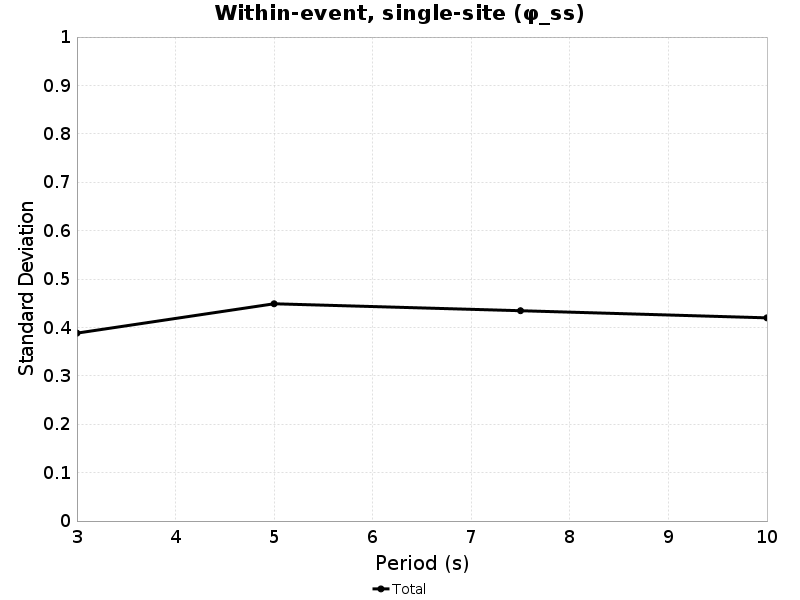 Within-event, single-site (φ_ss)
1
0.9
0.8
0.7
0.6
0.5
0.4
0.3
0.2
0.1
0
Standard Deviation
3 4 5 6 7 8 9 10
Period (s)
Total